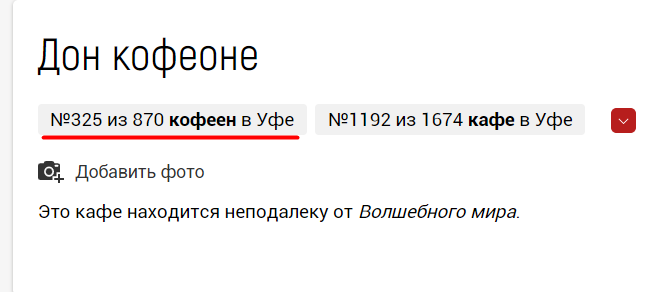 Дон кофеоне
№325 из 870 кофеен в Уфе №1192 из 1674 кафе в Уфе
Добавить фото
Это кафе находится неподалеку от Волшебного мира.